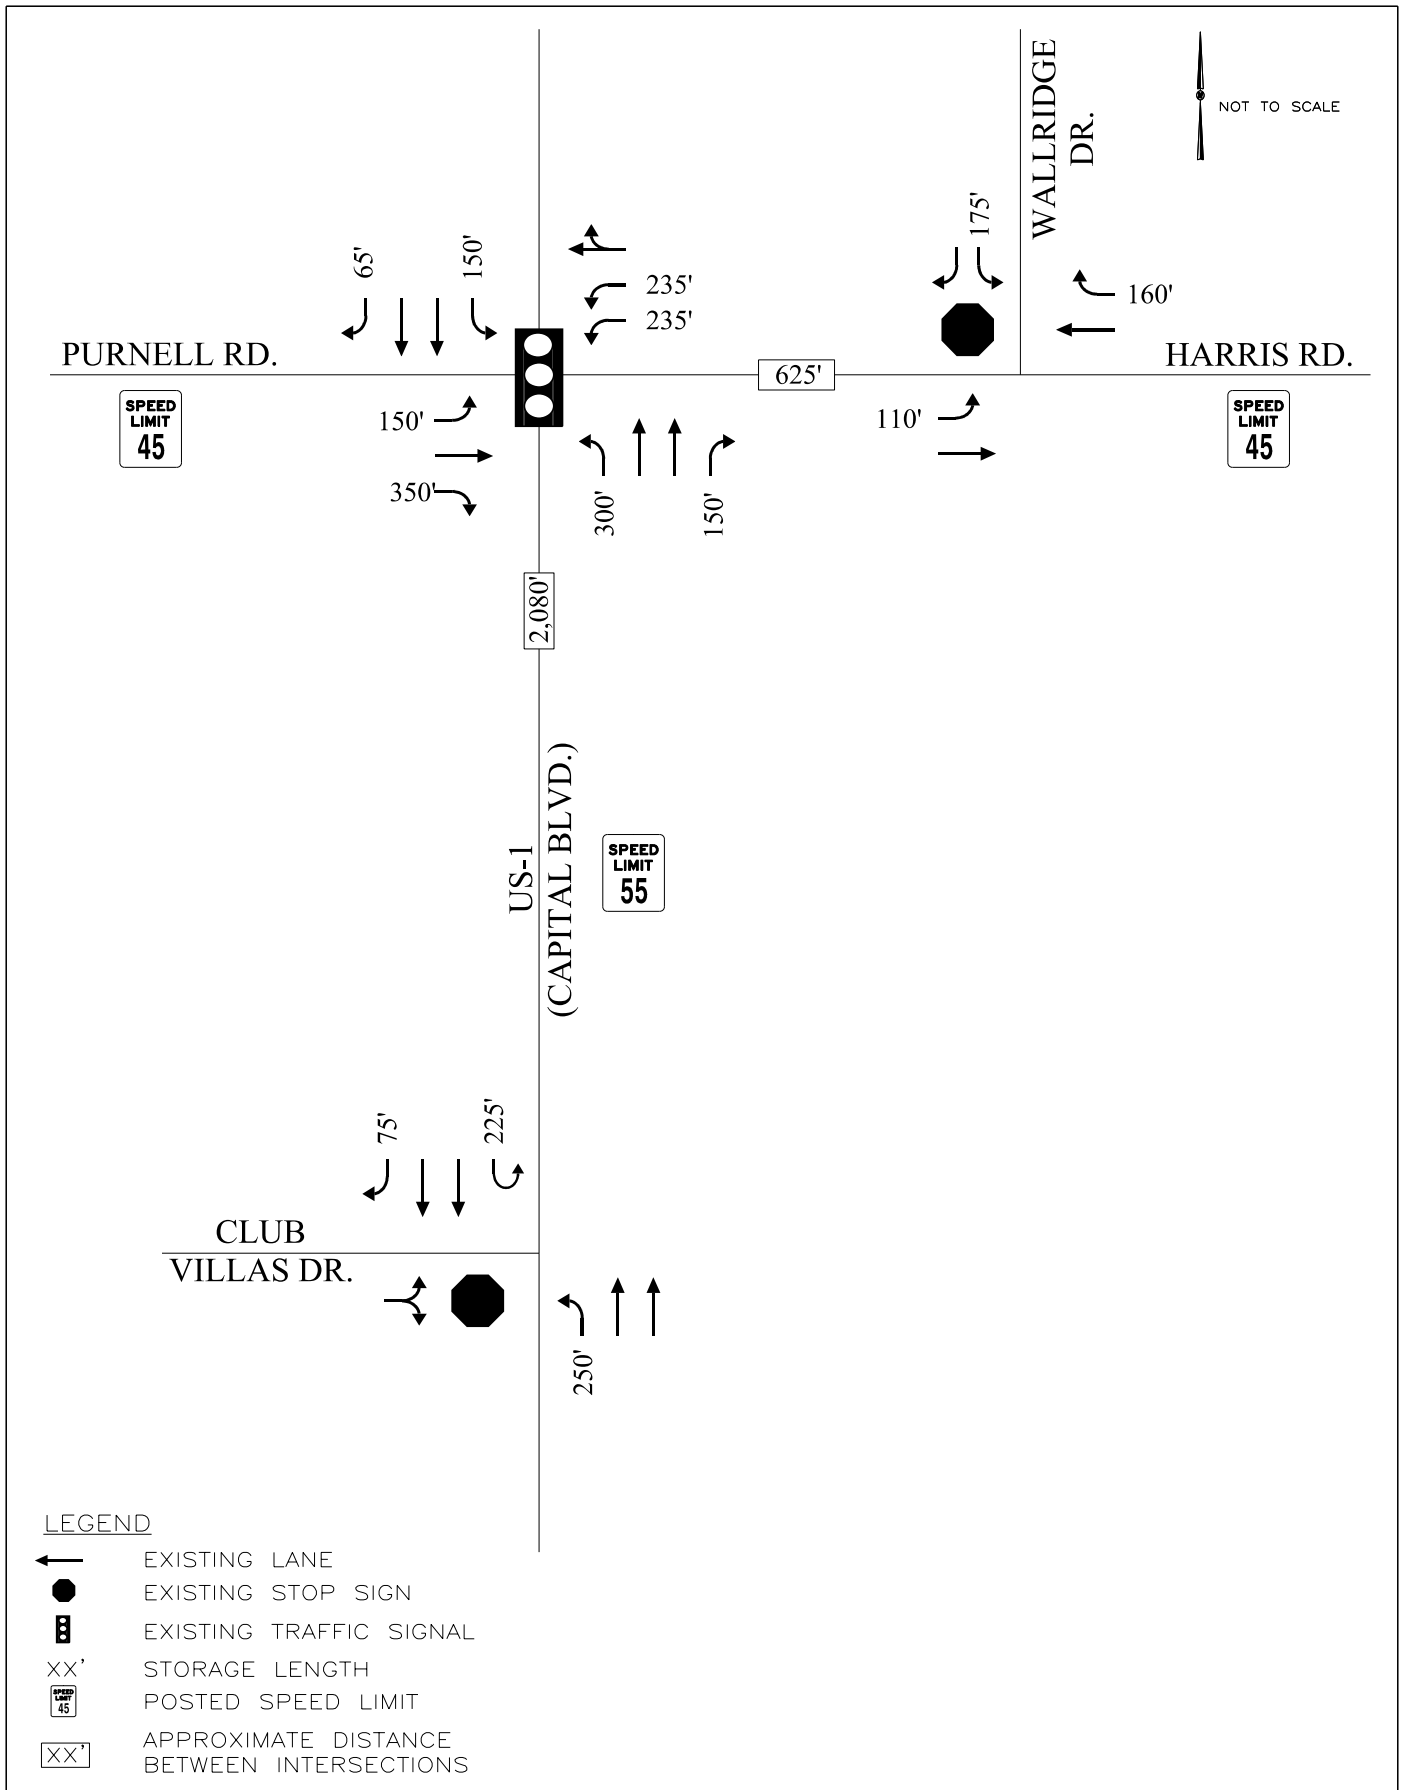 WALLRIDGE
DR.
NOT TO SCALE
65'
150'
235'
235'
175'
160'
PURNELL RD.
625'
HARRIS RD.
SPEED
LIMIT
45
150'
350'
300'
150'
110'
SPEED
LIMIT
45
2,080'
US-1
(CAPITAL BLVD.)
SPEED
LIMIT
55
75'
225'
CLUB
VILLAS DR.
250'
LEGEND
EXISTING LANE
EXISTING STOP SIGN
EXISTING TRAFFIC SIGNAL
XX' STORAGE LENGTH
SPEED
LIMIT
45
POSTED SPEED LIMIT
XX'
APPROXIMATE DISTANCE
BETWEEN INTERSECTIONS